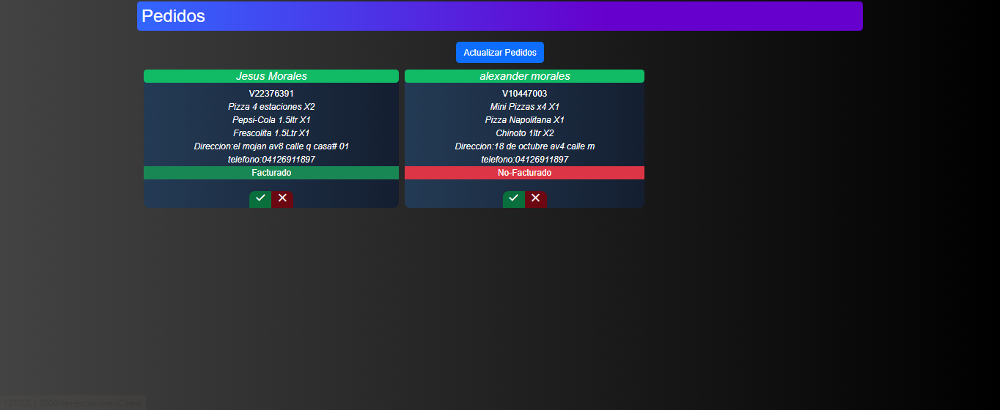 Pedidos
Actualizar Pedidos
Jesus Morales
V22376391
Pizza 4 estaciones X2
Pepsi-Cola 1.5ltr X1
Frescolita 1.5Ltr X1
Direccion:el mojan av8 calle q casa# 01
telefono:04126911897
Facturado
alexander morales
V10447003
Mini Pizzas x4 X1
Pizza Napolitana X1
Chinoto 1ltr X2
Direccion:18 de octubre av4 calle m
telefono:04126911897
No-Facturado